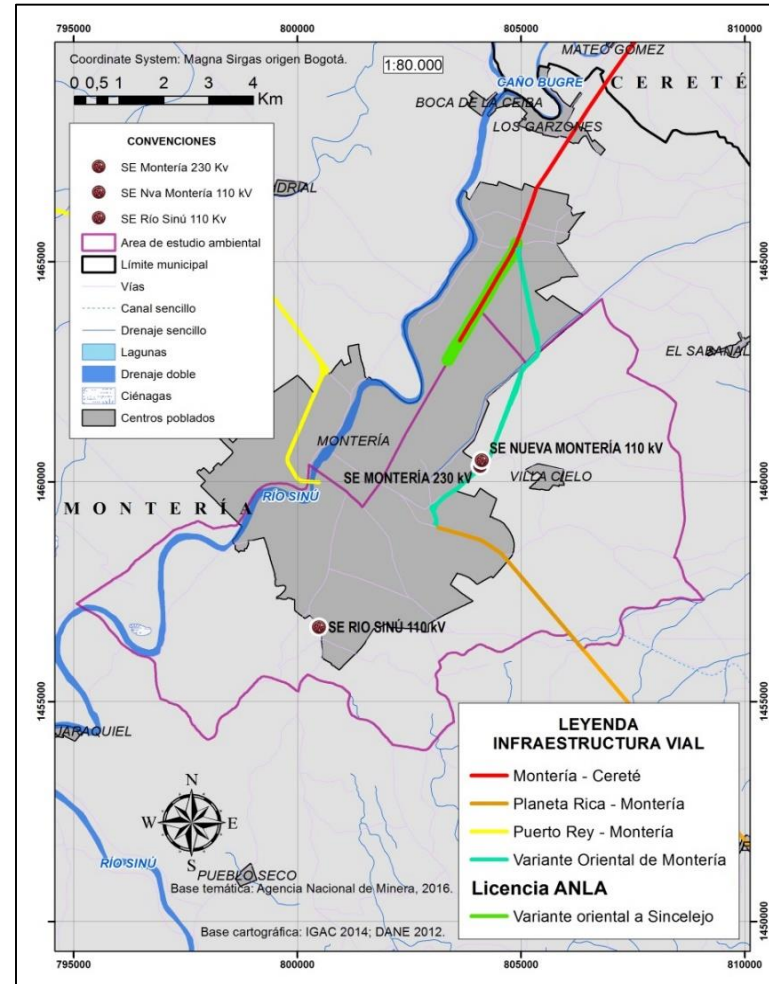 795000 800000 805000 810000
Coordinate System: Magna Sirgas origen Bogotá.
0 0,5 1 2 3 4
Km
1:80.000
MATEO GÓMEZ
CAÑO BUGRE
CERETÉ
BOCA DE LA CEIBA
LOS GARZONES
CONVENCIONES
SE Montería 230 Kv
SE Nva Montería 110 kV
SE Río Sinú 110 Kv
Area de estudio ambiental
Límite municipal
Vías
Canal sencillo
Drenaje sencillo
Lagunas
Drenaje doble
Ciénagas
Centros poblados
IDRIAL
1465000
1465000
EL SABANAL
MONTERÍA
SE NUEVA MONTERÍA 110 kV
SE MONTERÍA 230 kV
VILLA CIELO
1460000
1460000
RÍO SINÚ
MONTERÍA
SE RIO SINÚ 110 kV
1455000
1455000
JARAQUIEL
LEYENDA
INFRAESTRUCTURA VIAL
Montería - Cereté
Planeta Rica - Montería
Puerto Rey - Montería
Variante Oriental de Montería
Licencia ANLA
Variante oriental a Sincelejo
N
W E
S
RÍO SINÚ
PUEBLO SECO
Base temática: Agencia Nacional de Minera, 2016.
Base cartográfica: IGAC 2014; DANE 2012.
1450000
1450000
795000 800000 805000 810000